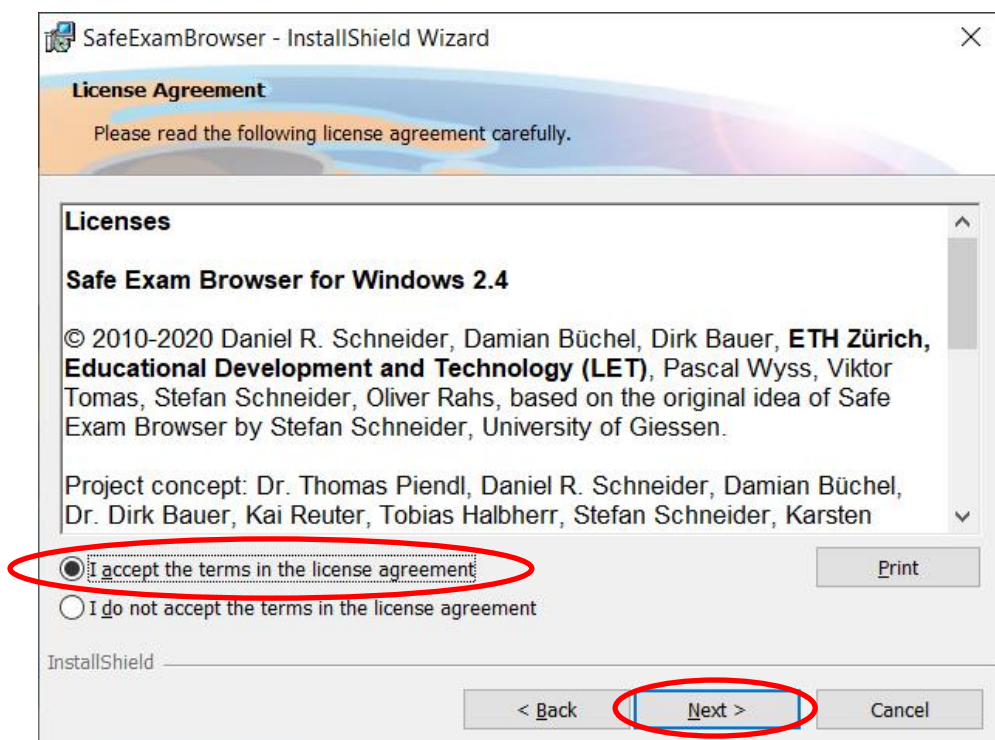 SafeExamBrowser - InstallShield Wizard
License Agreement
Please read the following license agreement carefully.
Licenses
Safe Exam Browser for Windows 2.4
© 2010-2020 Daniel R. Schneider, Damian Büchel, Dirk Bauer, ETH Zürich,
Educational Development and Technology (LET), Pascal Wyss, Viktor
Tomas, Stefan Schneider, Oliver Rahs, based on the original idea of Safe
Exam Browser by Stefan Schneider, University of Giessen.
Project concept: Dr. Thomas Piendl, Daniel R. Schneider, Damian Büchel,
Dr. Dirk Bauer, Kai Reuter, Tobias Halbherr, Stefan Schneider, Karsten
I accept the terms in the license agreement
Print
I do not accept the terms in the license agreement
InstallShield
< Back
Next >
Cancel